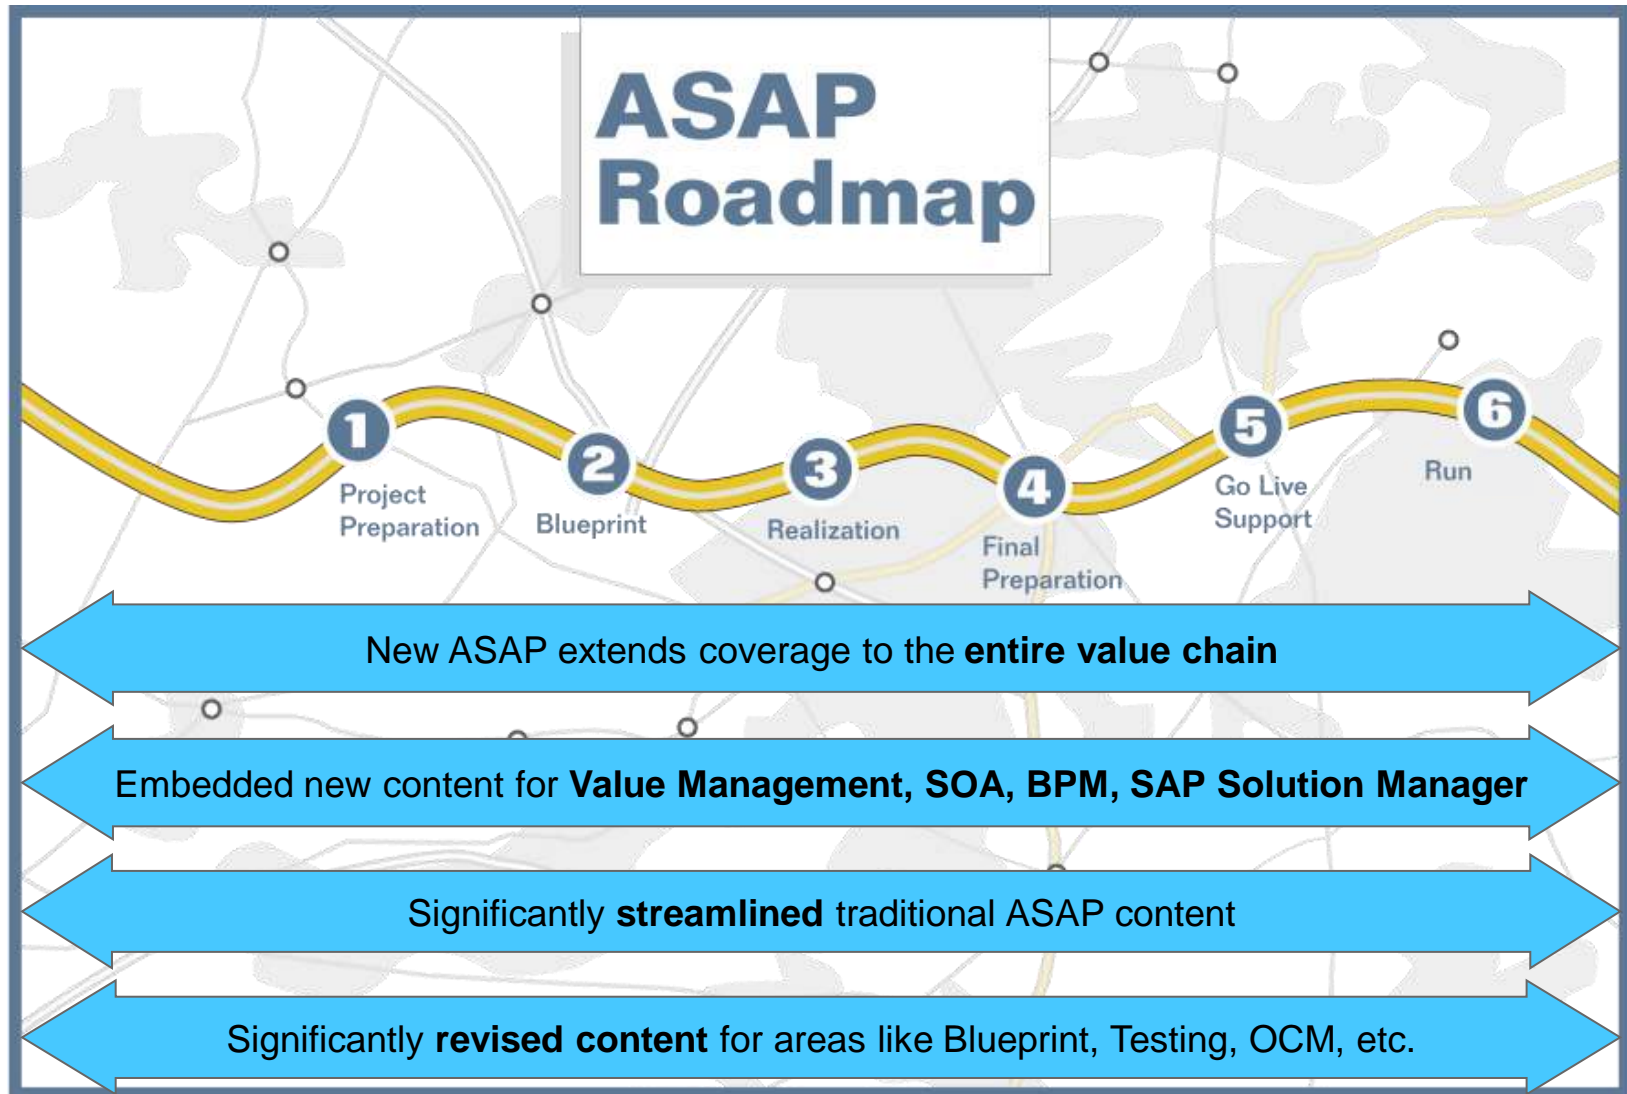 ASAP
Roadmap
1
Project
Preparation
2
Blueprint
3
Realization
4
Final
Preparation
5
Go Live
Support
6
Run
New ASAP extends coverage to the entire value chain
Embedded new content for Value Management, SOA, BPM, SAP Solution Manager
Significantly streamlined traditional ASAP content
Significantly revised content for areas like Blueprint, Testing, OCM, etc.